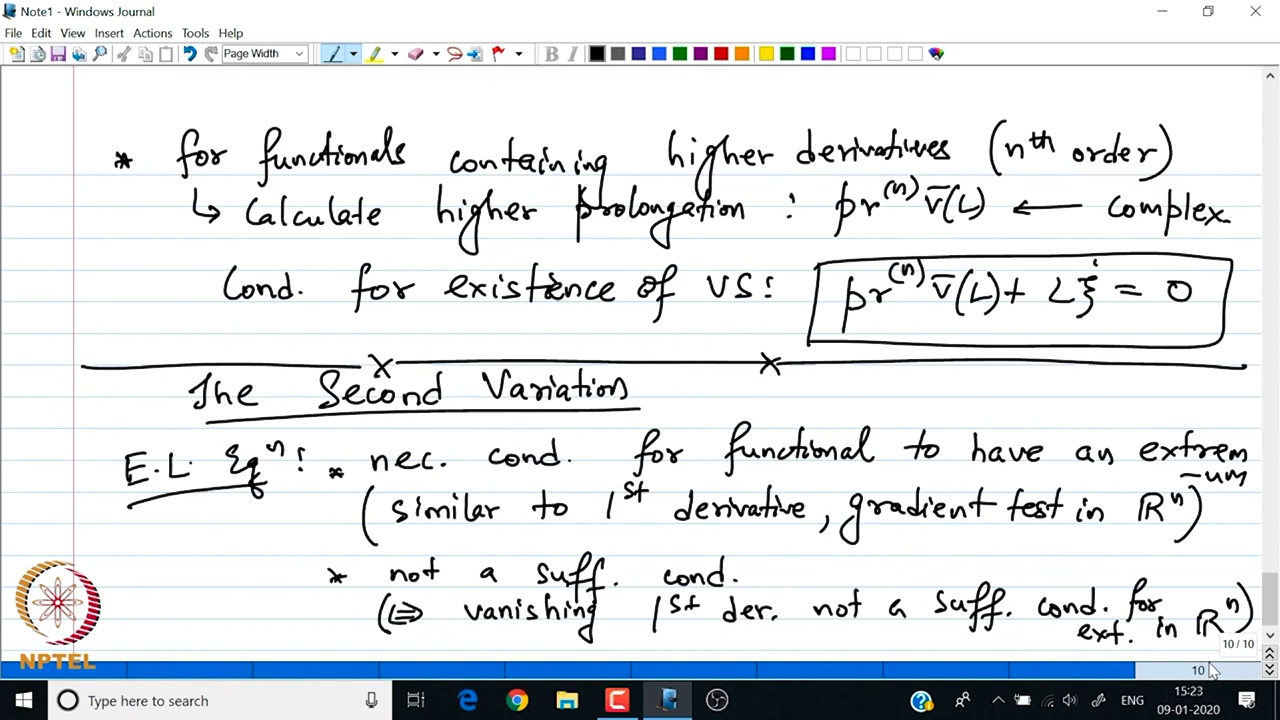 Note1 - Windows Journal
File Edit View Insert Actions Tools Help
Page Width
B I
* for functionals containing higher derivatives (nth order)
↳ Calculate higher prolongation : pr^(n) v̄(L) ← complex
Cond. for existence of VS: pr^(n) v̄(L) + L ξ̇ = 0
The Second Variation
E.L. Eqn: * nec. cond. for functional to have an extrem
-um
(similar to 1st derivative, gradient test in ℝ^n)
* not a suff. cond.
(⇒ vanishing 1st der. not a suff. cond. for
ext. in ℝ^n)
10 / 10
NPTEL
10
Type here to search
ENG
15:23
09-01-2020